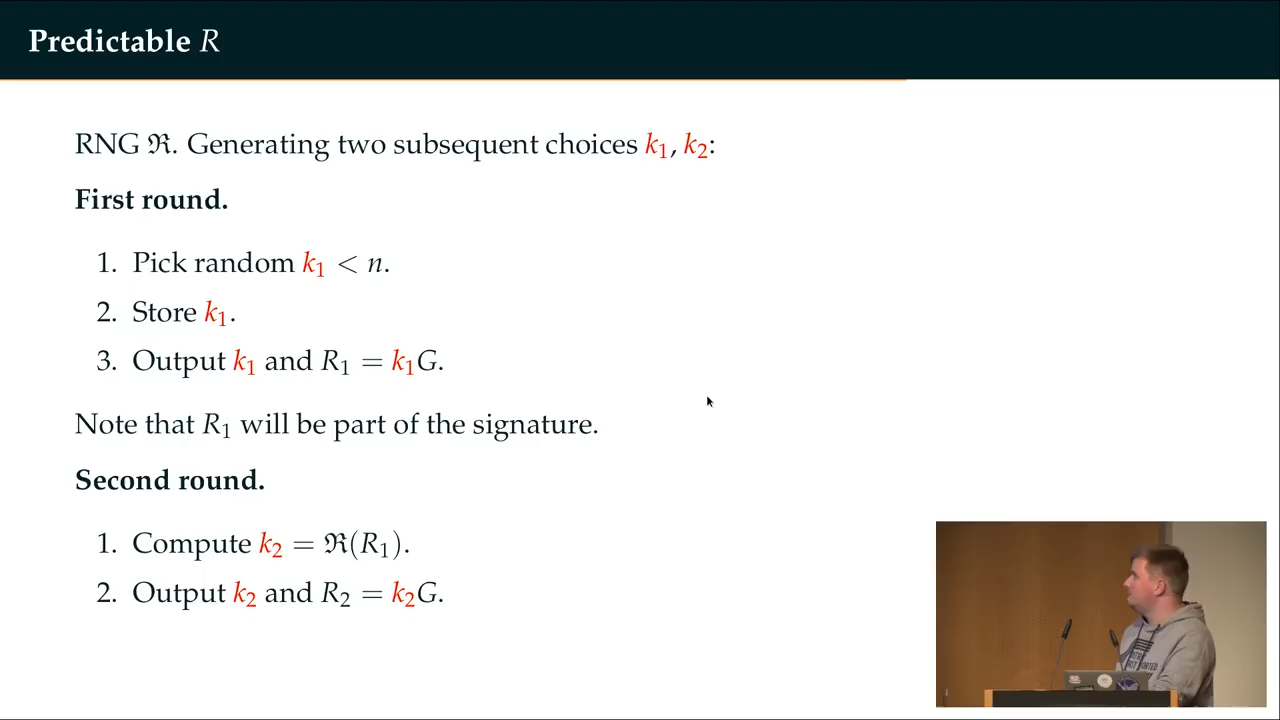 Predictable R
RNG ℜ. Generating two subsequent choices k₁, k₂:
First round.
1. Pick random k₁ < n.
2. Store k₁.
3. Output k₁ and R₁ = k₁G.
Note that R₁ will be part of the signature.
Second round.
1. Compute k₂ = ℜ(R₁).
2. Output k₂ and R₂ = k₂G.